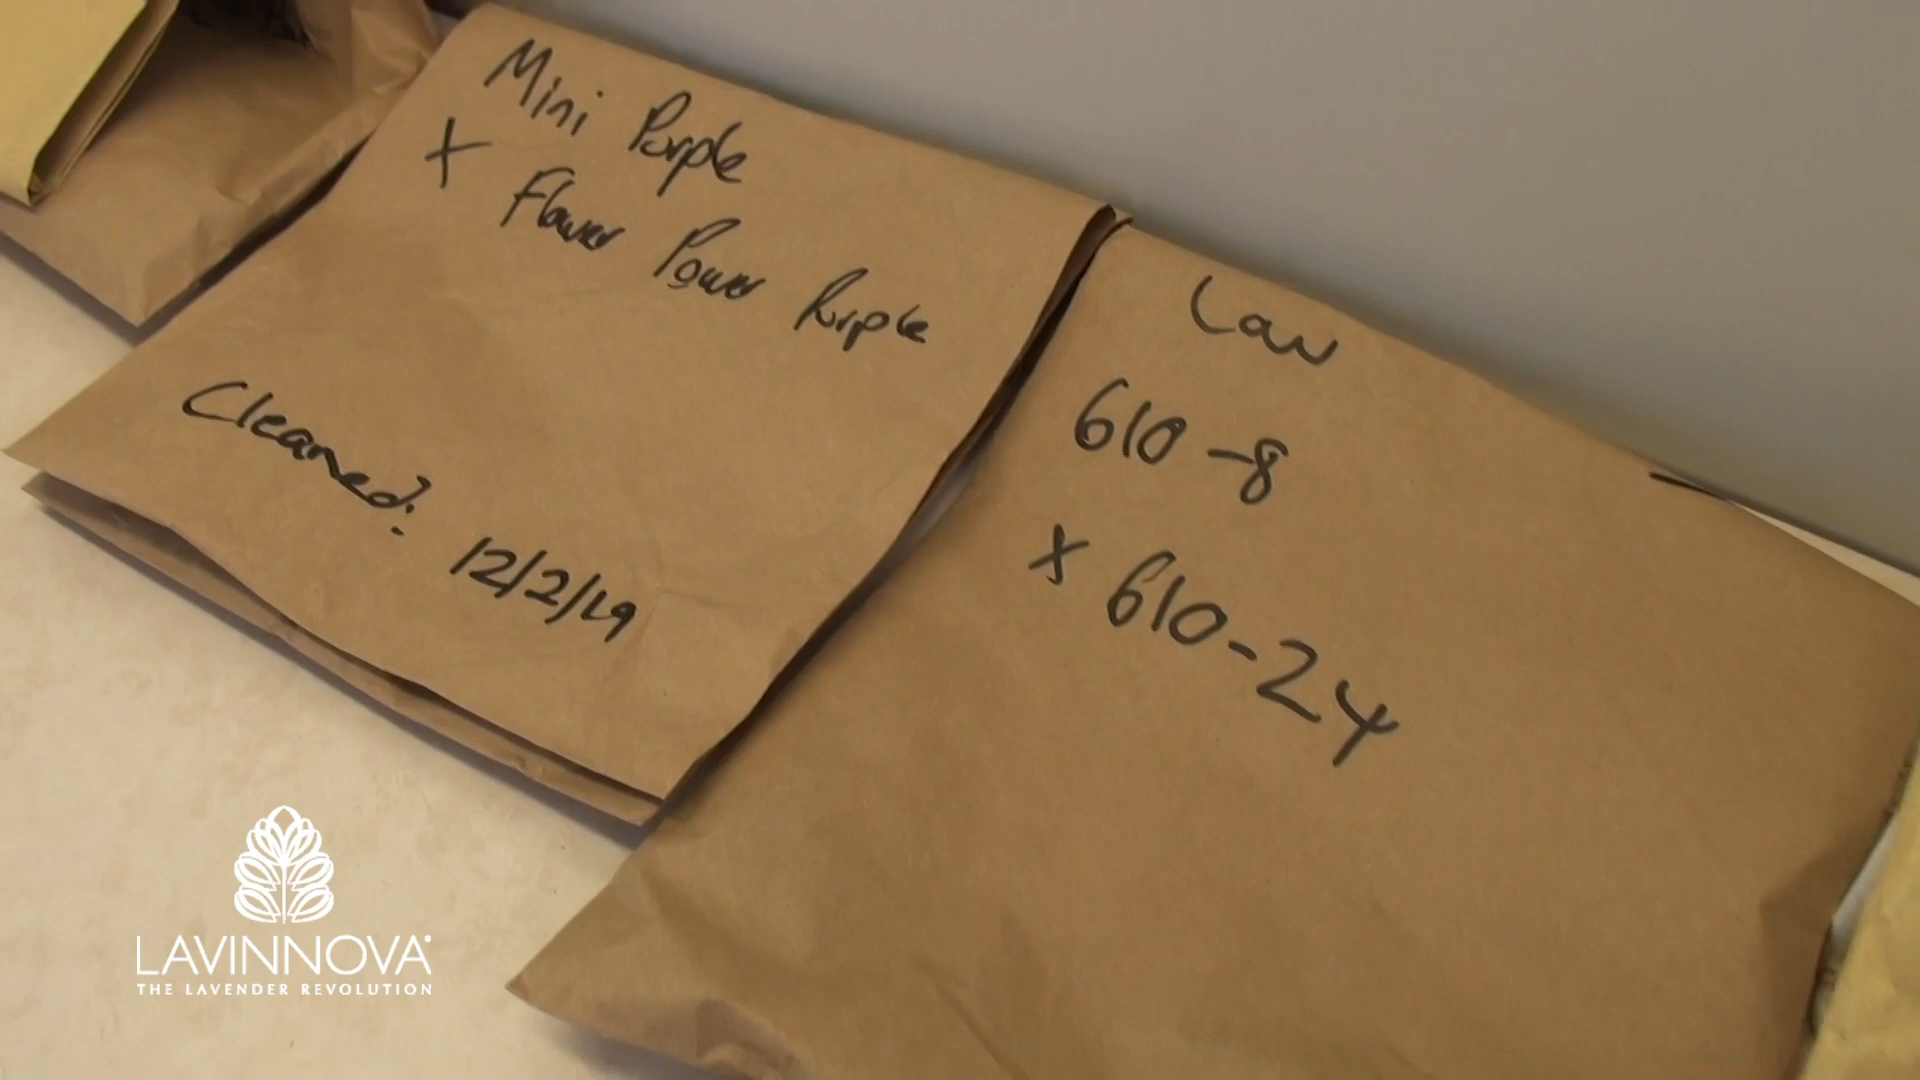 Mini Purple
X Flower Power Purple
Cleaned: 12/2/19
Lav
610-8
x 610-24
LAVINNOVA
THE LAVENDER REVOLUTION